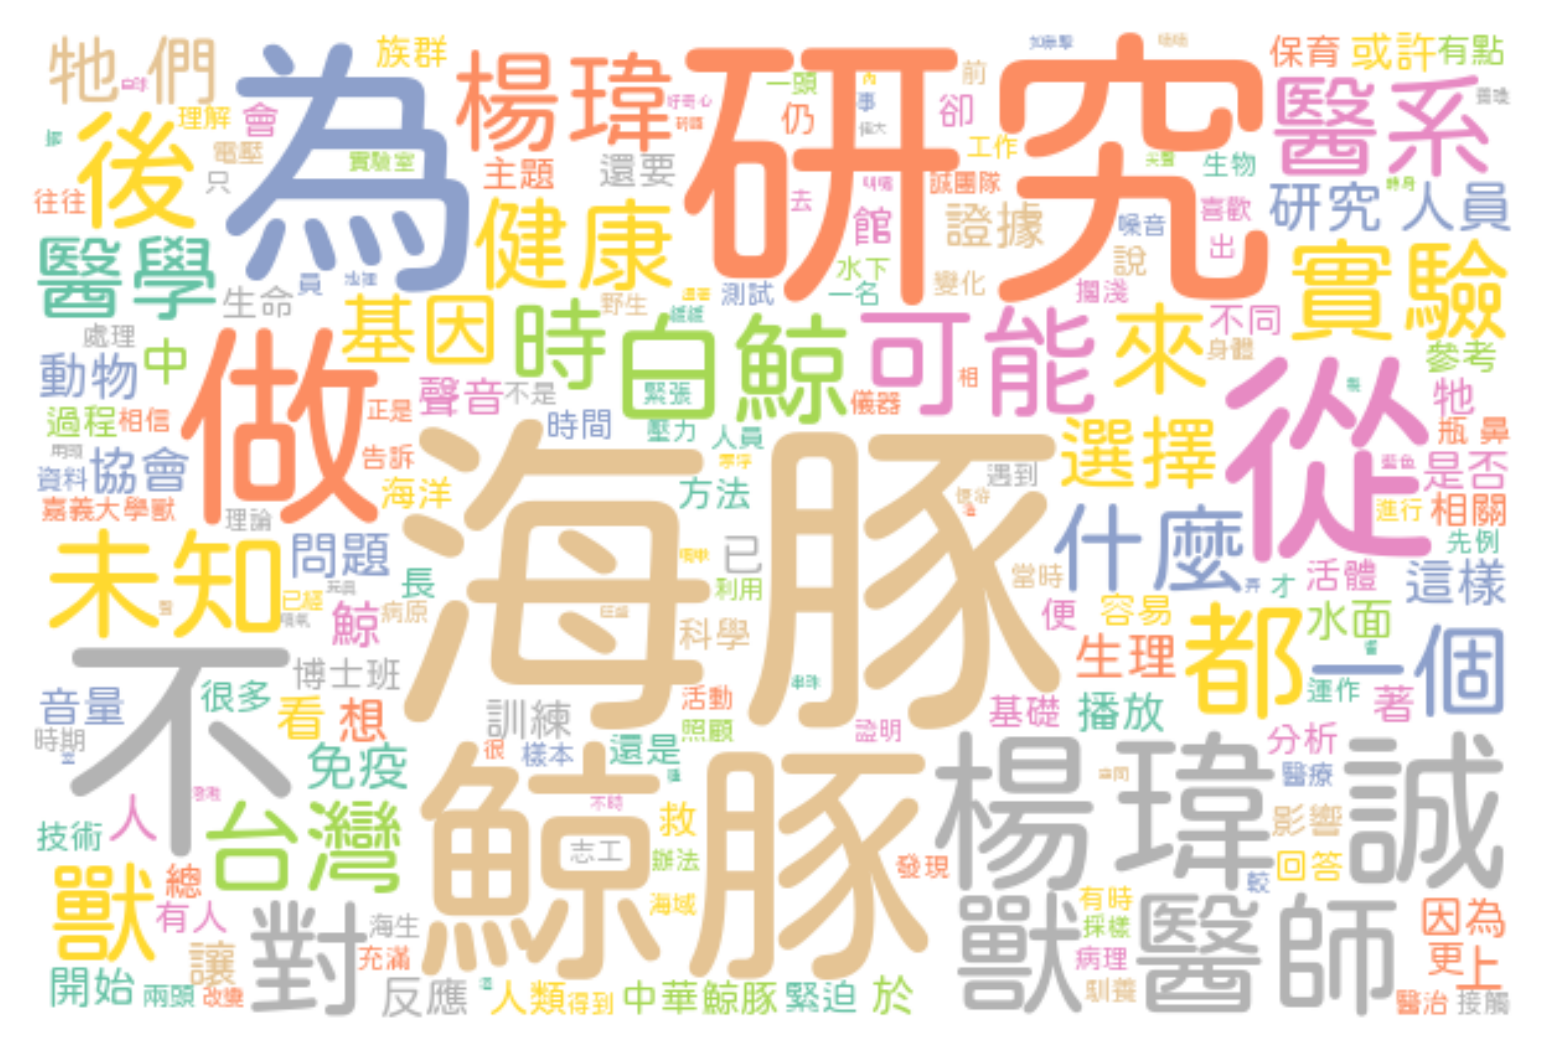 牠們
為
族群
楊瑋
研究
一頭
前
保育
或許
有點
醫系
理解
會
後
電壓
只
實驗室
主題
還要
仍
事
卻
工作
生物
往往
誠團隊
去
館
證據
喜歡
研究人員
噪音
出
說
醫學
健康
水下
一名
變化
擱淺
實驗
生命
員
野生
測試
基因
時
白鯨
可能
來
不同
身體
參考
處理
中
動物
做
聲音
不是
緊張
相
儀器
從
牠
過程
相信
正是
時間
壓力
人員
選擇
瓶鼻
是否
藍色
協會
資料
告訴
海洋
方法
遇到
嘉義大學獸
理論
海豚
什麼
進行
相關
先例
未知
問題
長
已
利用
當時
才
活體
這樣
已經
鯨
病原
科學
便
容易
都
水面
一個
不
博士班
生理
運作
著
音量
很多
看
想
訓練
活動
照顧
基礎
播放
證明
分析
時期
免疫
很
樣本
還是
鯨豚
楊瑋誠
醫療
技術
人
台灣
不時
志工
救
辦法
影響
回答
發現
較
獸
總
有人
對
海生
海域
獸醫師
有時
採樣
因為
讓
充滿
病理
更
上
開始
兩頭
改變
反應
人類
得到
中華鯨豚
緊迫
於
馴養
醫治
接觸